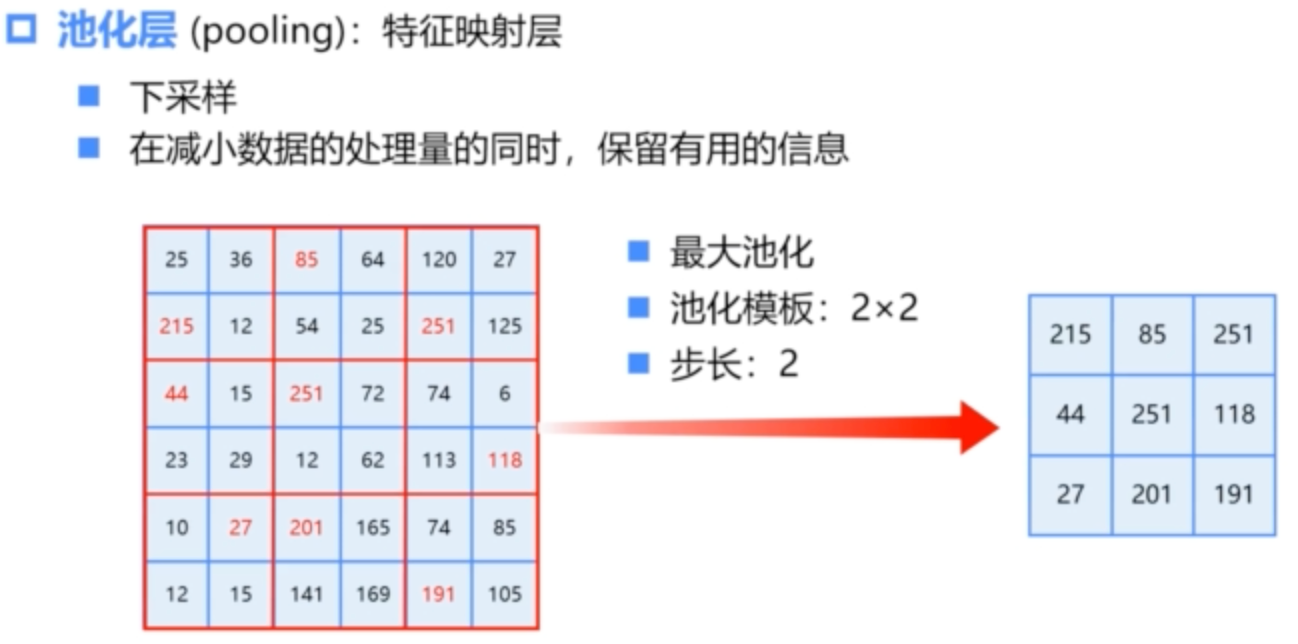 池化层 (pooling)：特征映射层
下采样
在减小数据的处理量的同时，保留有用的信息
25 36 85 64 120 27
215 12 54 25 251 125
44 15 251 72 74 6
23 29 12 62 113 118
10 27 201 165 74 85
12 15 141 169 191 105
最大池化
池化模板：2×2
步长：2
215 85 251
44 251 118
27 201 191